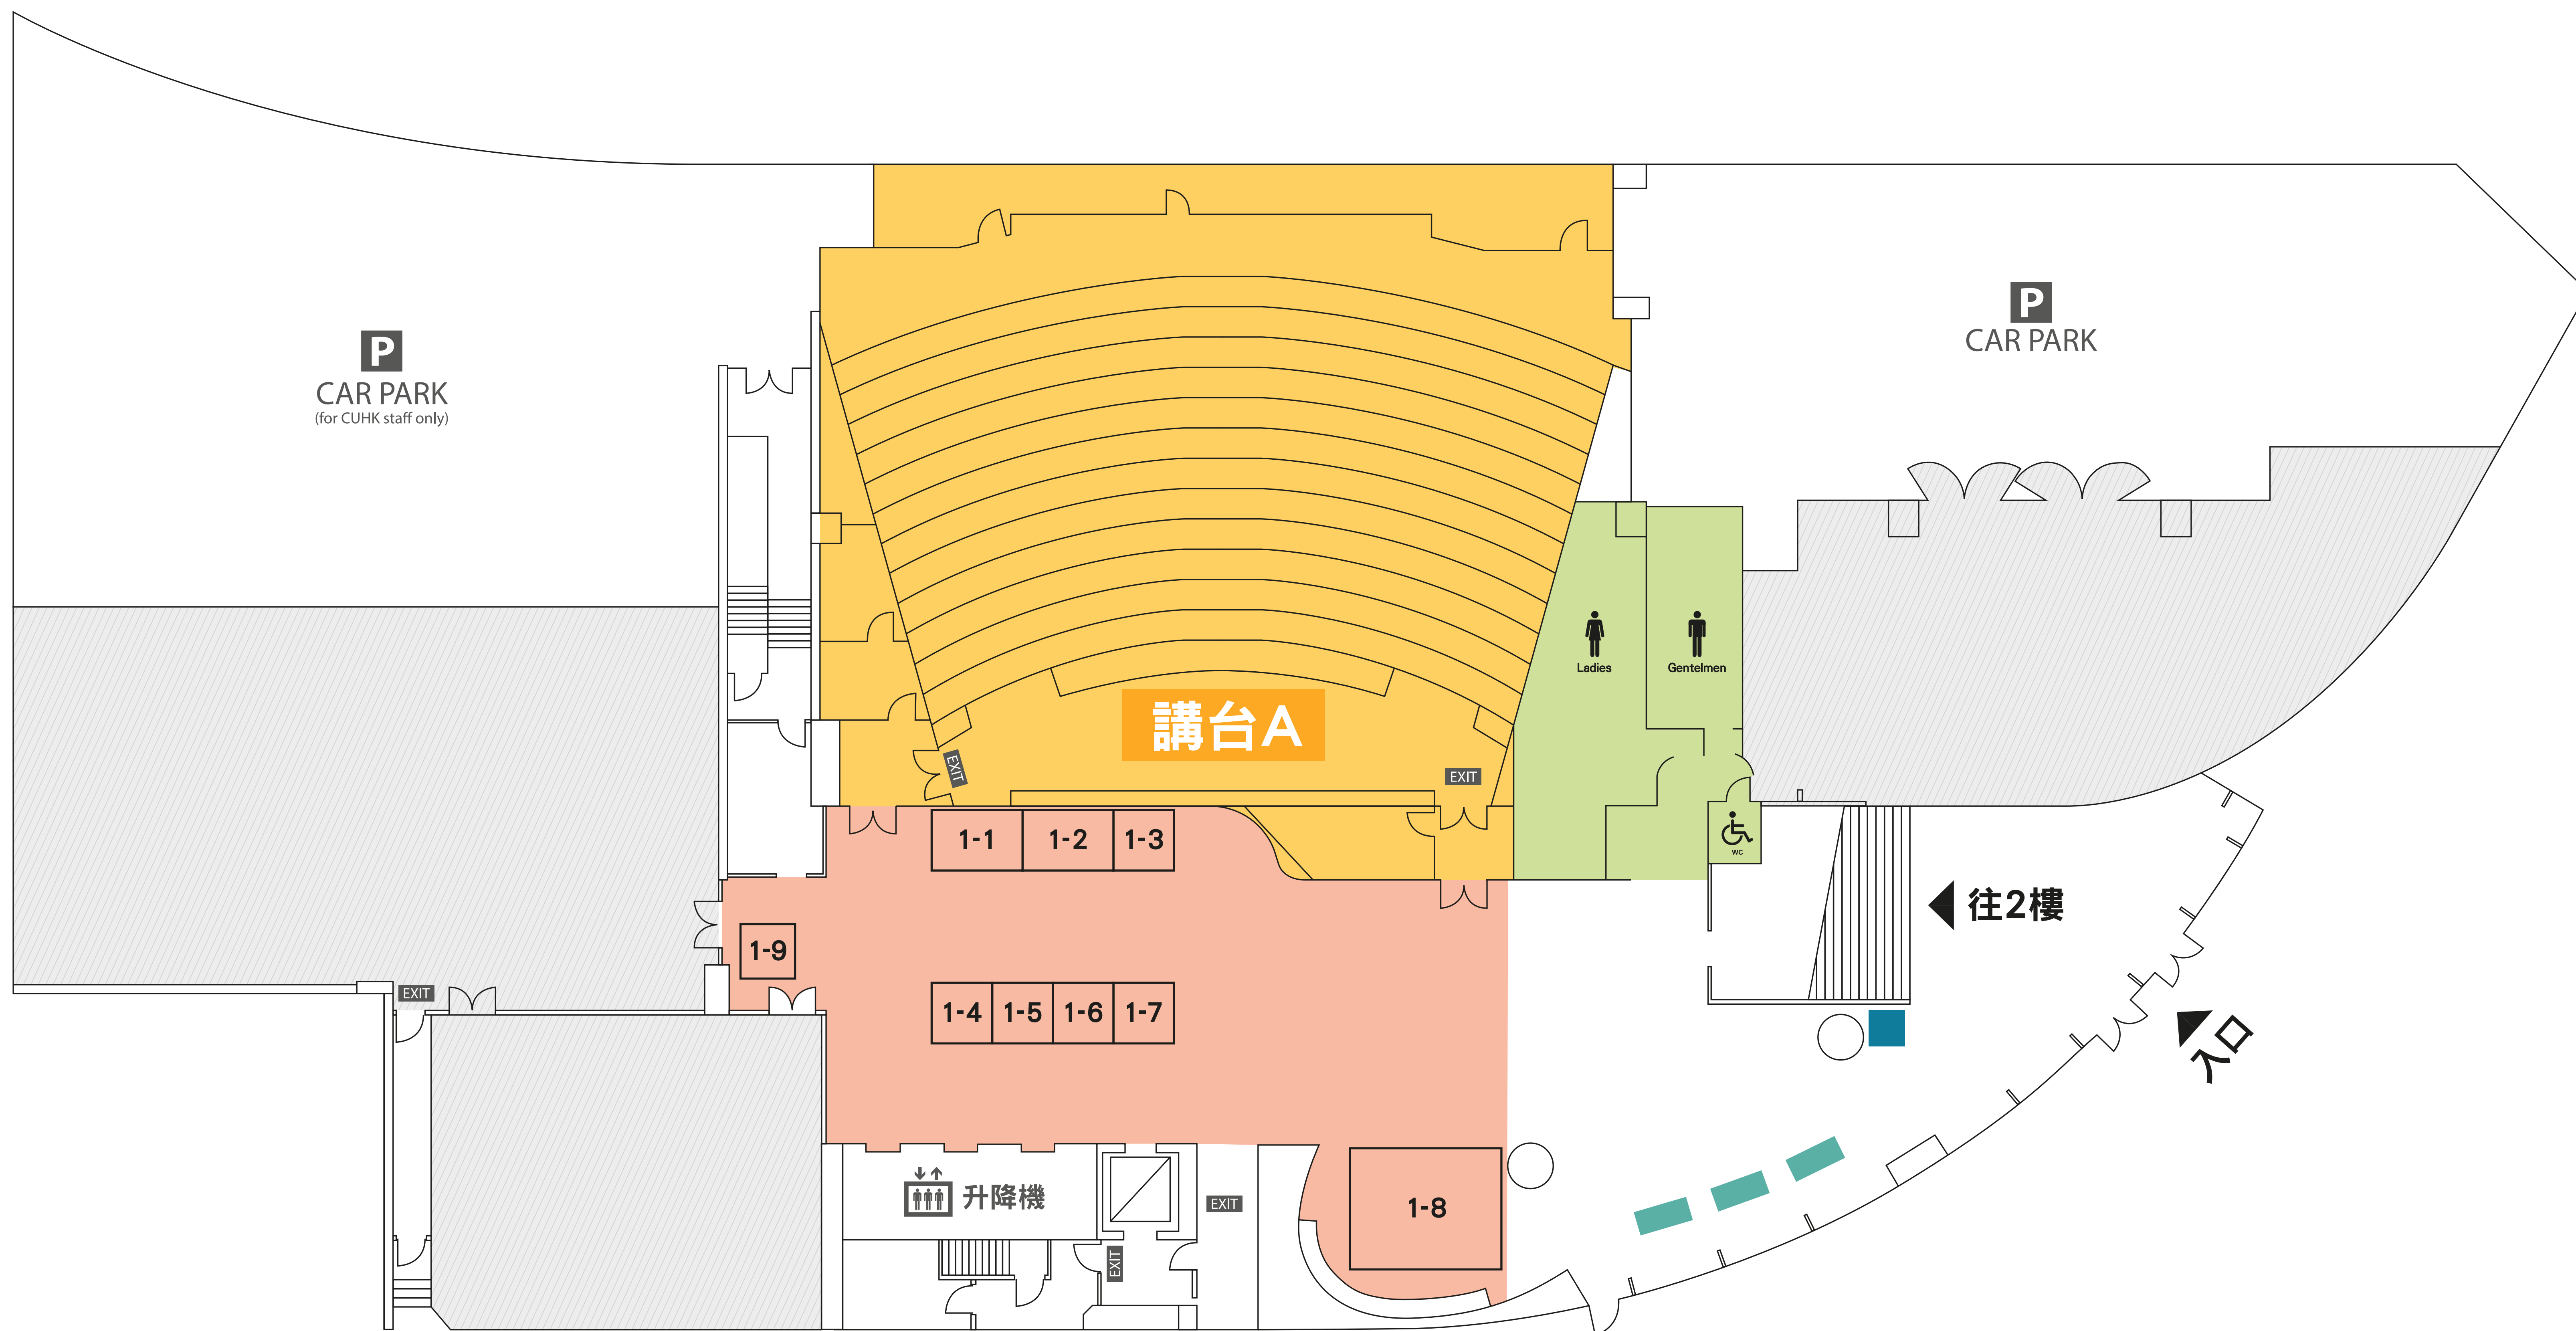 P
CAR PARK
P
CAR PARK
(for CUHK staff only)
Ladies
Gentelmen
講台A
EXIT
EXIT
1-1
1-2
1-3
WC
往2樓
1-9
EXIT
1-4
1-5
1-6
1-7
入口
升降機
EXIT
1-8
EXIT